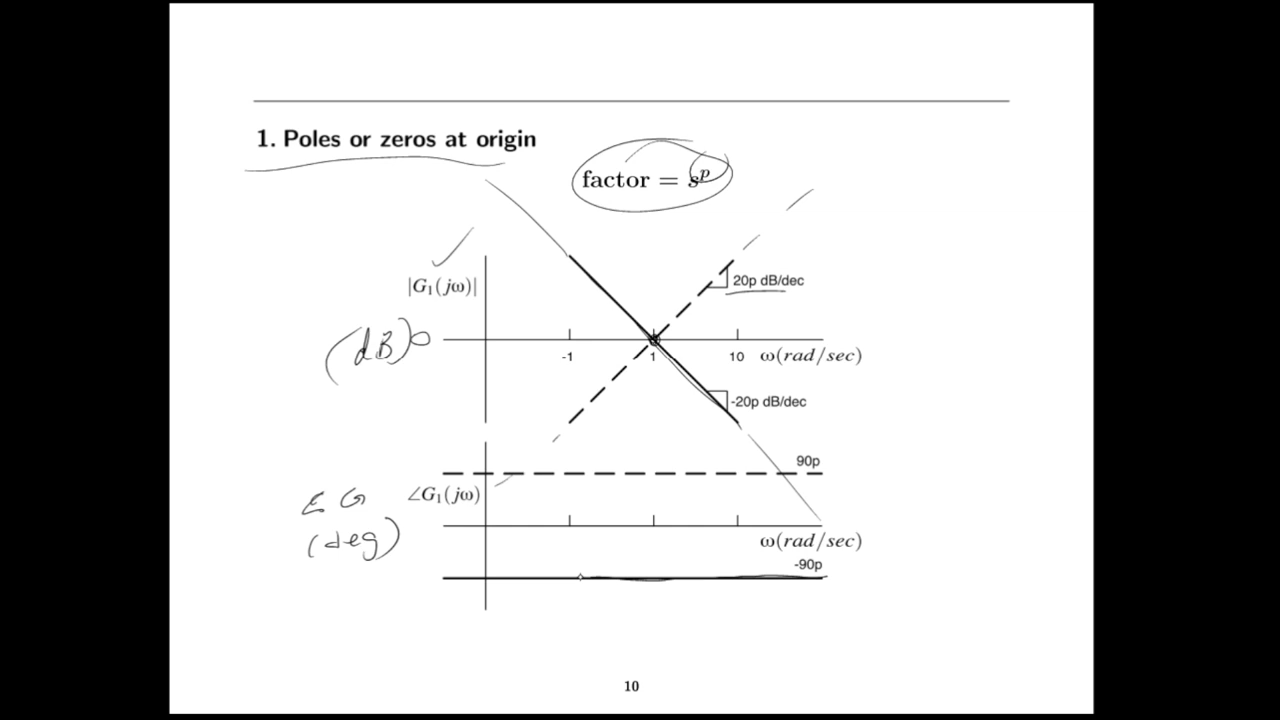 1. Poles or zeros at origin
factor = s^p
|G₁(jω)|
20p dB/dec
(dB) 0
-1 1 10 ω(rad/sec)
-20p dB/dec
90p
∠G₁(jω)
∠ G
(deg)
ω(rad/sec)
-90p
10